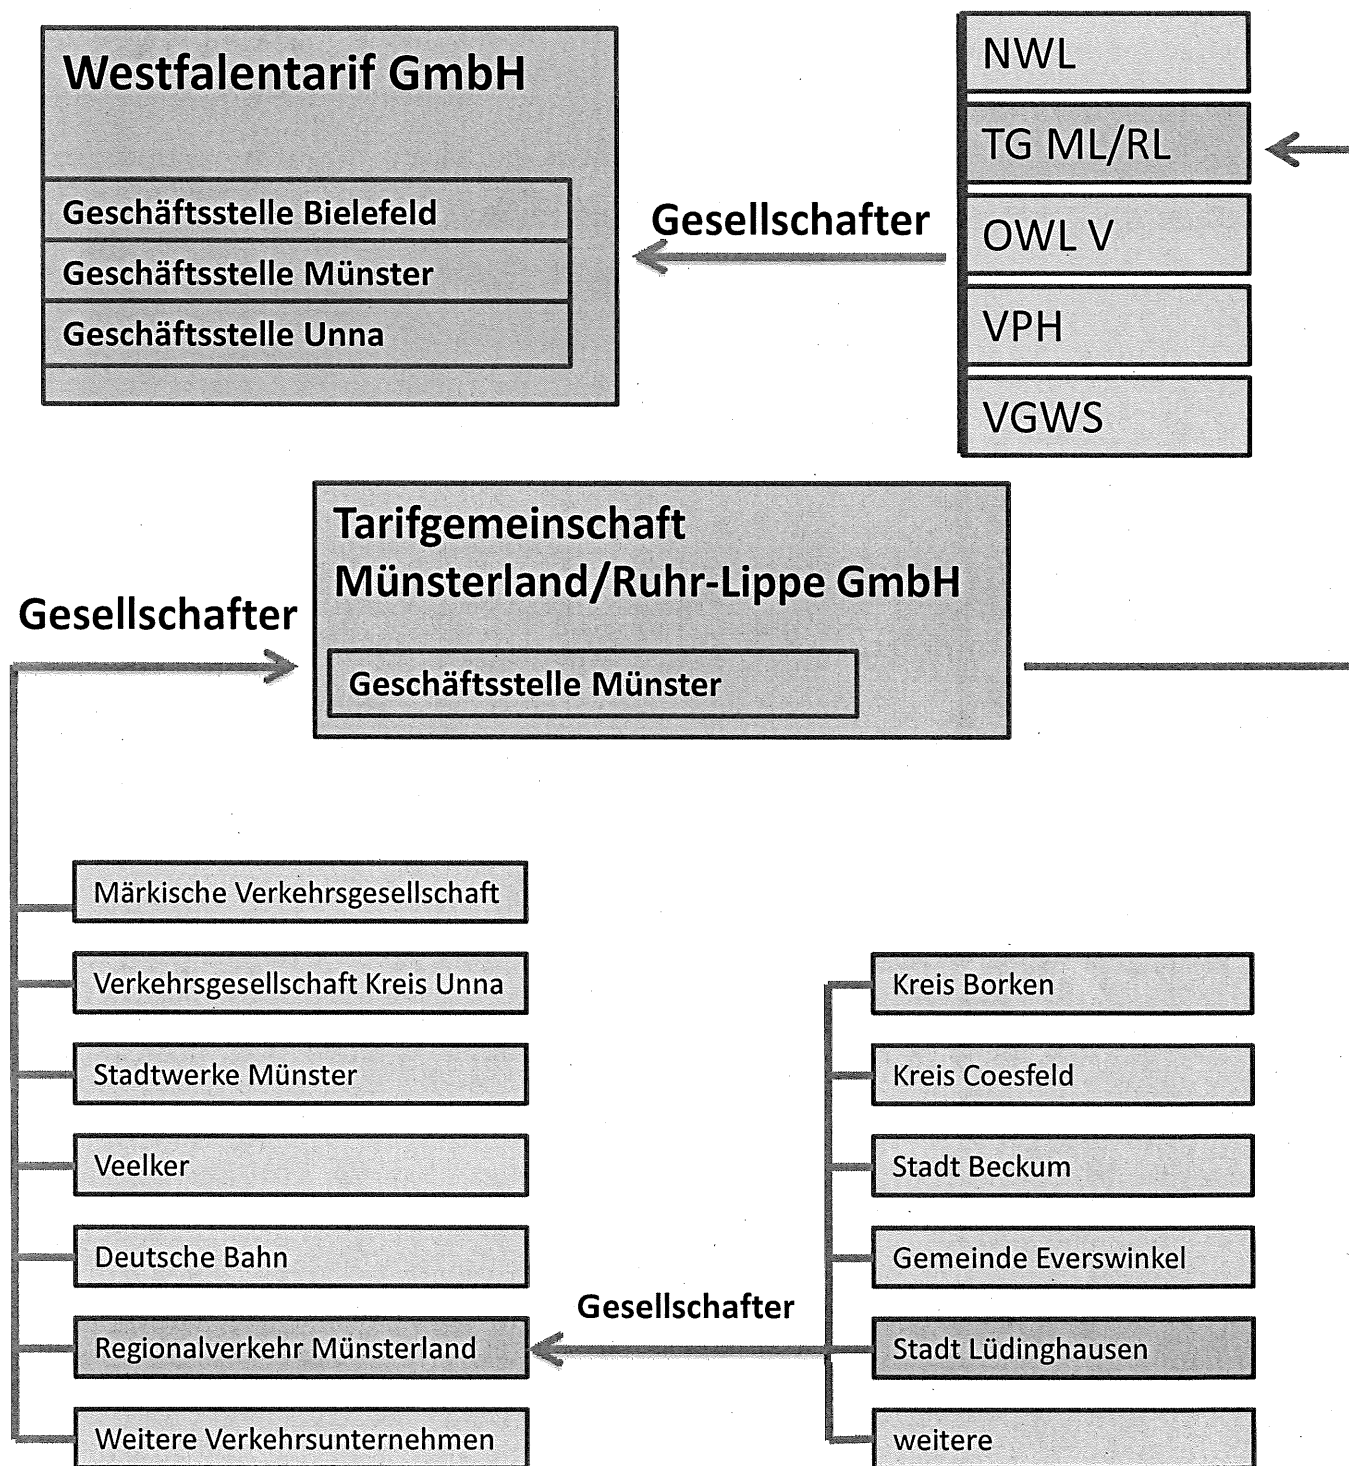 Westfalentarif GmbH
Geschäftsstelle Bielefeld
Geschäftsstelle Münster
Geschäftsstelle Unna
Gesellschafter
NWL
TG ML/RL
OWL V
VPH
VGWS
Tarifgemeinschaft
Münsterland/Ruhr-Lippe GmbH
Geschäftsstelle Münster
Gesellschafter
Märkische Verkehrsgesellschaft
Verkehrsgesellschaft Kreis Unna
Stadtwerke Münster
Veelker
Deutsche Bahn
Regionalverkehr Münsterland
Weitere Verkehrsunternehmen
Gesellschafter
Kreis Borken
Kreis Coesfeld
Stadt Beckum
Gemeinde Everswinkel
Stadt Lüdinghausen
weitere